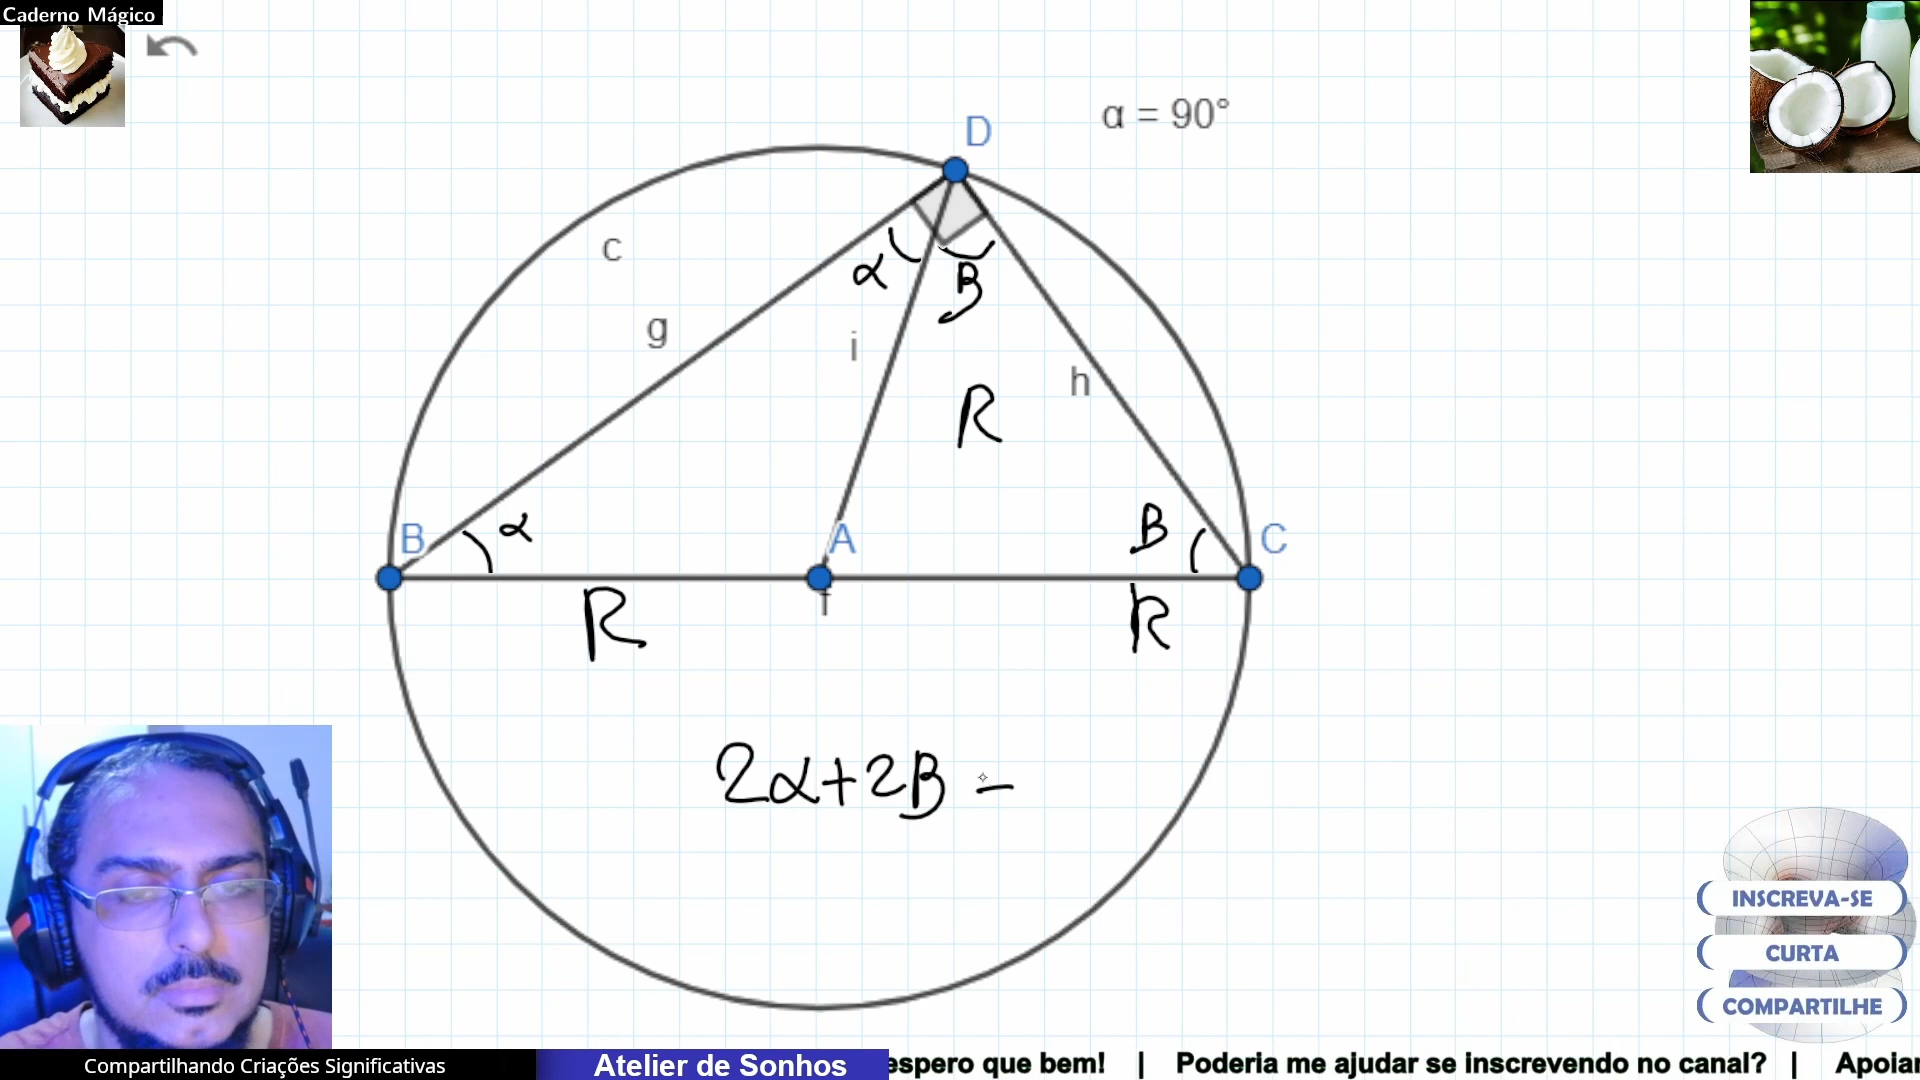 Caderno Mágico
α = 90°
D
c
α
B
g
i
h
R
B
α
A
B
C
f
R
R
2α+2B =
INSCREVA-SE
CURTA
COMPARTILHE
Compartilhando Criações Significativas
Atelier de Sonhos
espero que bem! | Poderia me ajudar se inscrevendo no canal? | Apoiar